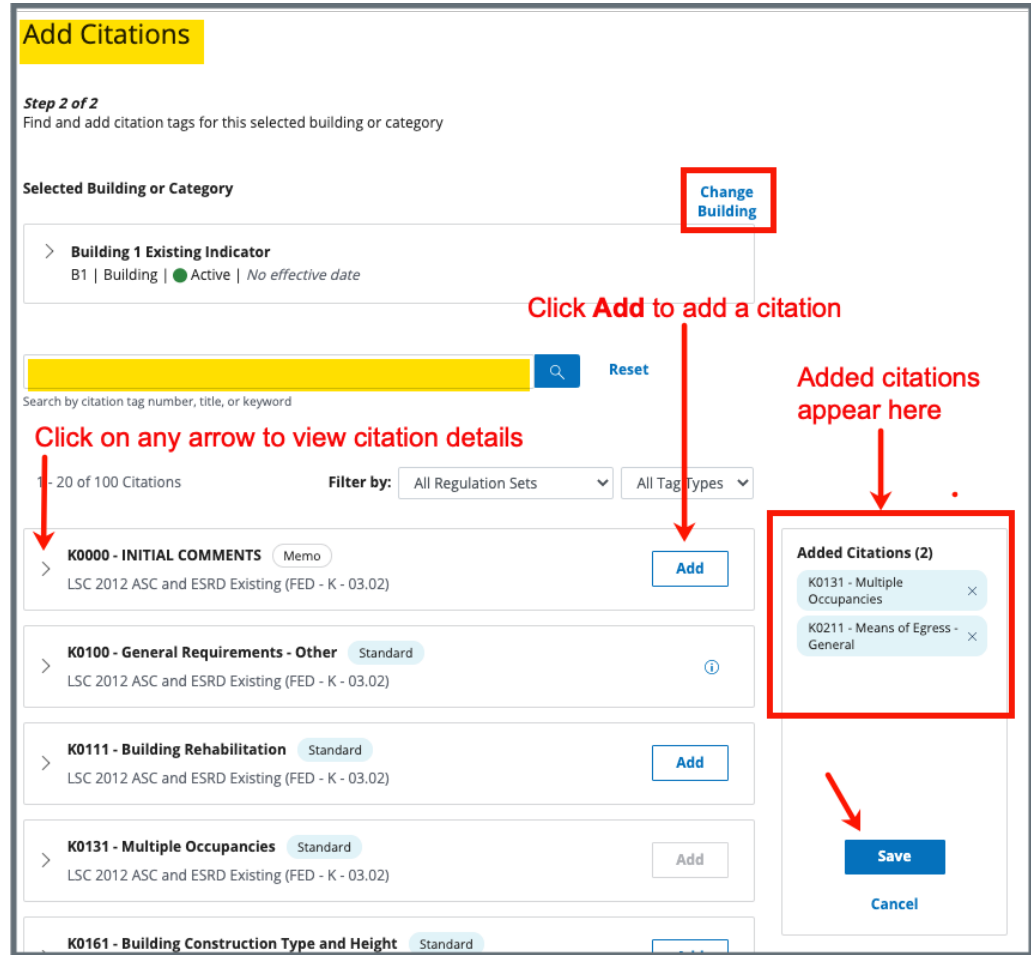 Add Citations
Step 2 of 2
Find and add citation tags for this selected building or category
Selected Building or Category
Change
Building
Building 1 Existing Indicator
B1 | Building | Active | No effective date
Click Add to add a citation
Reset
Search by citation tag number, title, or keyword
Added citations
appear here
Click on any arrow to view citation details
1 - 20 of 100 Citations
Filter by:
All Regulation Sets
All Tag Types
K0000 - INITIAL COMMENTS Memo
LSC 2012 ASC and ESRD Existing (FED - K - 03.02)
Add
Added Citations (2)
K0131 - Multiple
Occupancies
K0211 - Means of Egress -
General
K0100 - General Requirements - Other Standard
LSC 2012 ASC and ESRD Existing (FED - K - 03.02)
K0111 - Building Rehabilitation Standard
LSC 2012 ASC and ESRD Existing (FED - K - 03.02)
Add
K0131 - Multiple Occupancies Standard
LSC 2012 ASC and ESRD Existing (FED - K - 03.02)
Add
Save
Cancel
K0161 - Building Construction Type and Height Standard